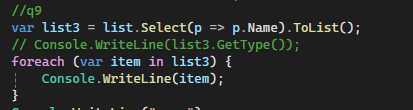 //q9
var list3 = list.Select(p => p.Name).ToList();
// Console.WriteLine(list3.GetType());
foreach (var item in list3) {
    Console.WriteLine(item);
}